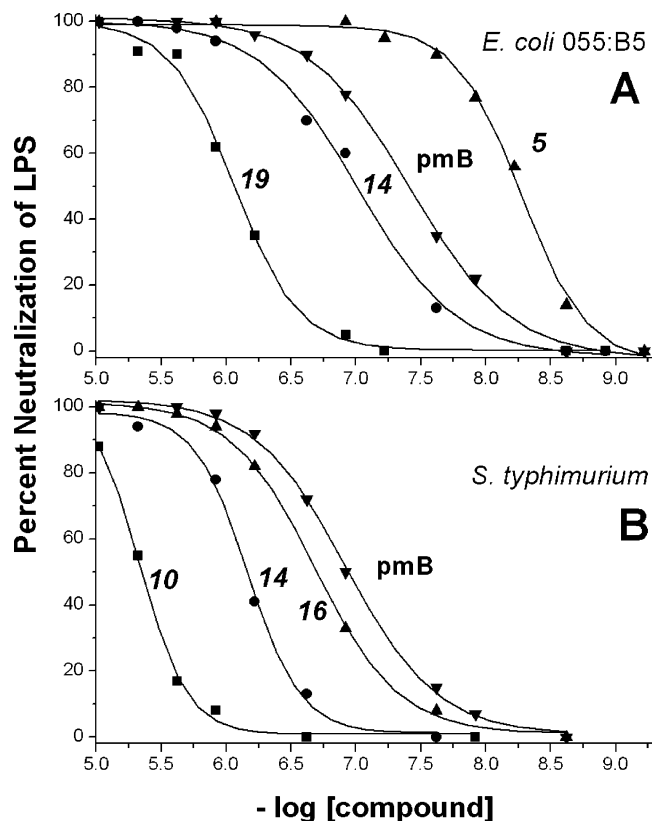 Percent Neutralization of LPS
100
80
60
40
20
0
E. coli 055:B5
A
19
14
pmB
5
5.0 5.5 6.0 6.5 7.0 7.5 8.0 8.5 9.0
100
80
60
40
20
0
S. typhimurium
B
10
14
16
pmB
5.0 5.5 6.0 6.5 7.0 7.5 8.0 8.5 9.0
- log [compound]